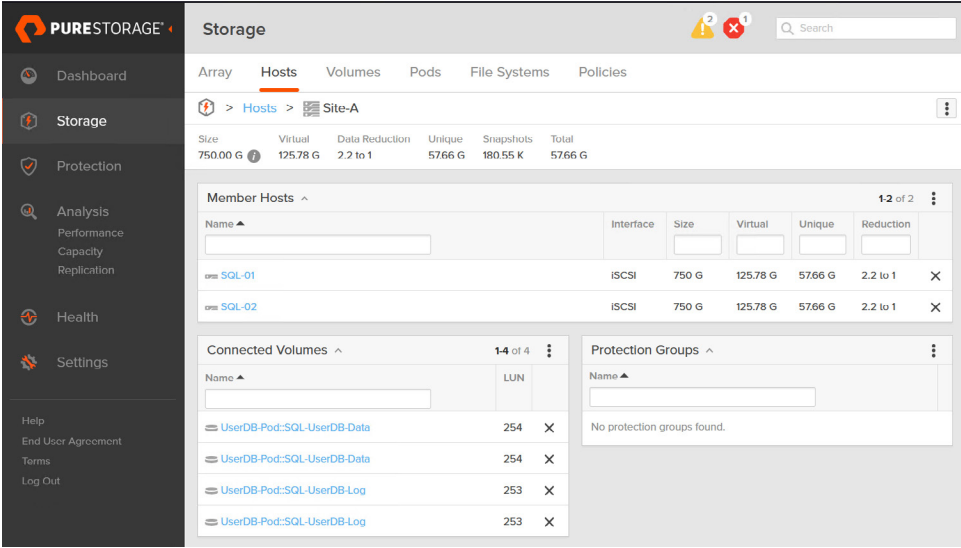 PURESTORAGE®
Storage
2
1
Search
Dashboard
Storage
Protection
Analysis
Performance
Capacity
Replication
Health
Settings
Help
End User Agreement
Terms
Log Out
Array Hosts Volumes Pods File Systems Policies
> Hosts > Site-A
Size Virtual Data Reduction Unique Snapshots Total
750.00 G i 125.78 G 2.2 to 1 57.66 G 180.55 K 57.66 G
Member Hosts 1-2 of 2
Name Interface Size Virtual Unique Reduction
SQL-01 iSCSI 750 G 125.78 G 57.66 G 2.2 to 1
SQL-02 iSCSI 750 G 125.78 G 57.66 G 2.2 to 1
Connected Volumes 1-4 of 4
Name LUN
UserDB-Pod::SQL-UserDB-Data 254
UserDB-Pod::SQL-UserDB-Data 254
UserDB-Pod::SQL-UserDB-Log 253
UserDB-Pod::SQL-UserDB-Log 253
Protection Groups
Name
No protection groups found.